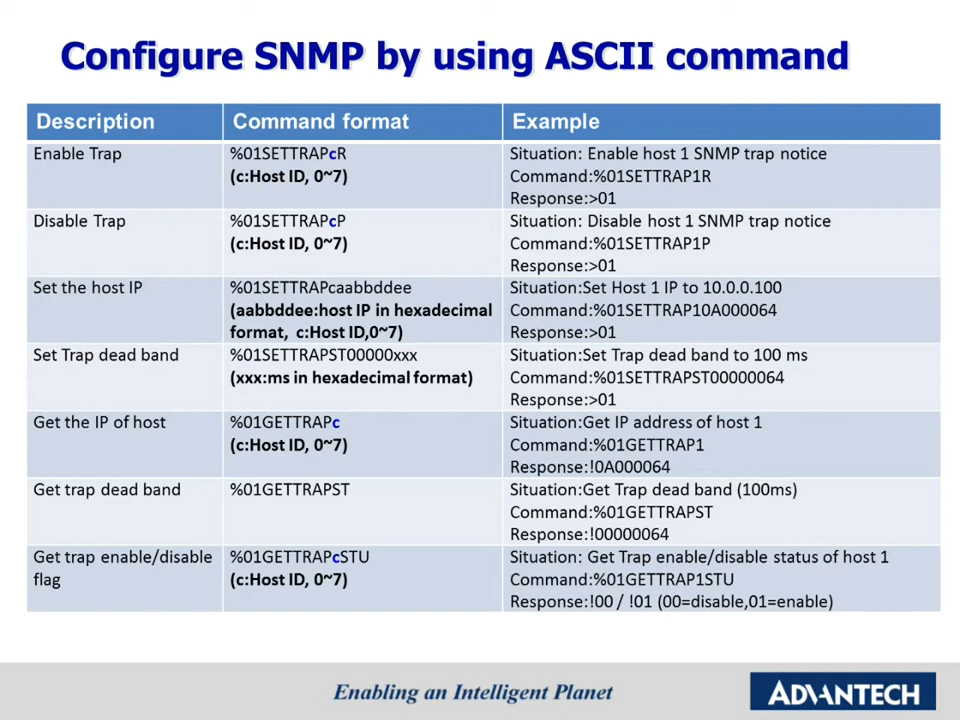 Configure SNMP by using ASCII command
Description Command format Example
Enable Trap
%01SETTRAPcR
(c:Host ID, 0~7)
Situation: Enable host 1 SNMP trap notice
Command:%01SETTRAP1R
Response:>01
Disable Trap
%01SETTRAPcP
(c:Host ID, 0~7)
Situation: Disable host 1 SNMP trap notice
Command:%01SETTRAP1P
Response:>01
Set the host IP
%01SETTRAPcaabbddee
(aabbddee:host IP in hexadecimal
format, c:Host ID,0~7)
Situation:Set Host 1 IP to 10.0.0.100
Command:%01SETTRAP10A000064
Response:>01
Set Trap dead band
%01SETTRAPST00000xxx
(xxx:ms in hexadecimal format)
Situation:Set Trap dead band to 100 ms
Command:%01SETTRAPST00000064
Response:>01
Get the IP of host
%01GETTRAPc
(c:Host ID, 0~7)
Situation:Get IP address of host 1
Command:%01GETTRAP1
Response:!0A000064
Get trap dead band
%01GETTRAPST
Situation:Get Trap dead band (100ms)
Command:%01GETTRAPST
Response:!00000064
Get trap enable/disable
flag
%01GETTRAPcSTU
(c:Host ID, 0~7)
Situation: Get Trap enable/disable status of host 1
Command:%01GETTRAP1STU
Response:!00 / !01 (00=disable,01=enable)
Enabling an Intelligent Planet
ADVANTECH